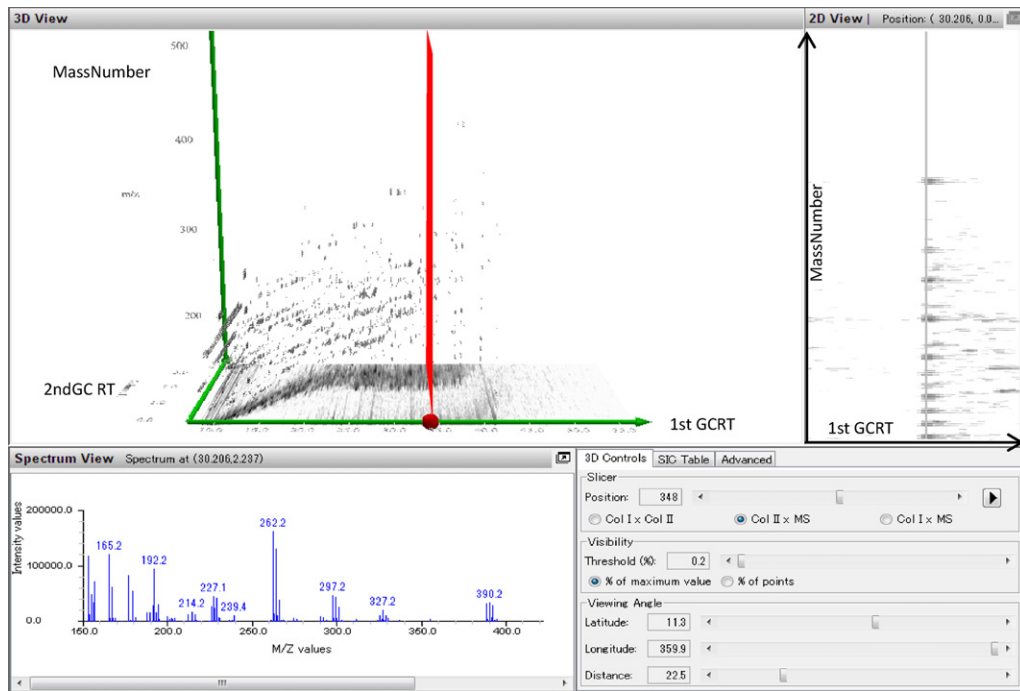 3D View
2D View | Position: ( 30.206, 0.0...
500
MassNumber
400
m/x
300
200
2ndGC RT
1st GCRT
MassNumber
1st GCRT
Spectrum View Spectrum at (30.206,2.237)
Intensity values
200000.0
100000.0
0.0
165.2
192.2
214.2
227.1
239.4
262.2
297.2
327.2
390.2
150.0 200.0 250.0 300.0 350.0 400.0
M/Z values
3D Controls SIC Table Advanced
Slicer
Position: 348
Col I x Col II Col II x MS Col I x MS
Visibility
Threshold (%): 0.2
% of maximum value % of points
Viewing Angle
Latitude: 11.3
Longitude: 359.9
Distance: 22.5